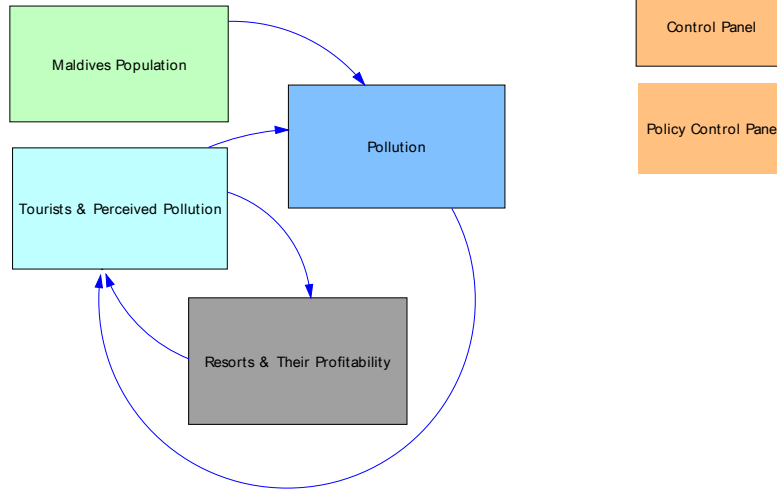 Maldives Population
Control Panel
Policy Control Pane
Pollution
Tourists & Perceived Pollution
Resorts & Their Profitability